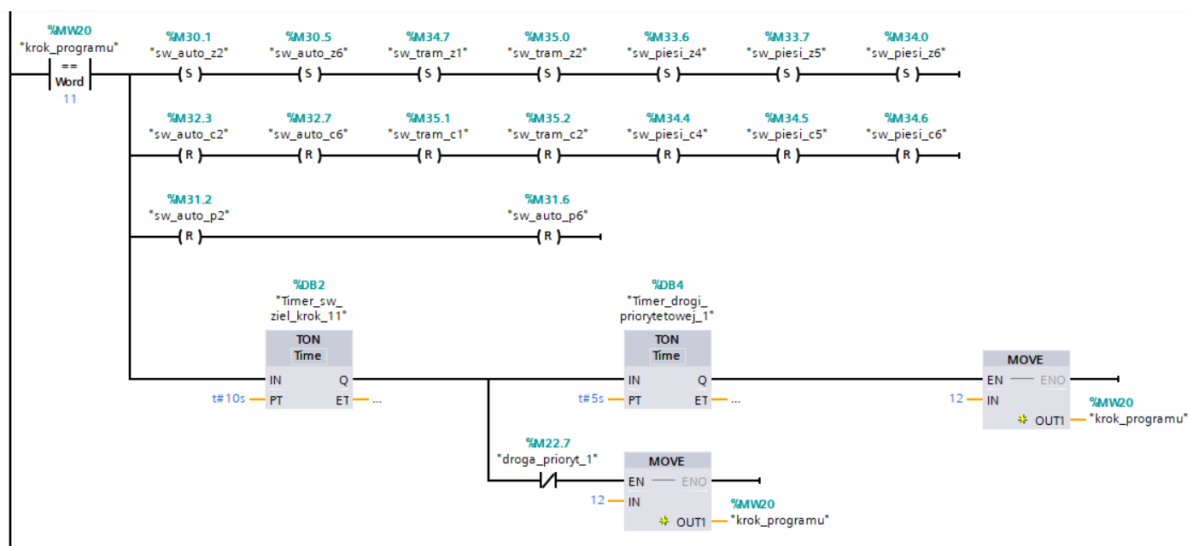 %MW20
"krok_programu"
==
Word
11
%M30.1 %M30.5 %M34.7 %M35.0 %M33.6 %M33.7 %M34.0
"sw_auto_z2" "sw_auto_z6" "sw_tram_z1" "sw_tram_z2" "sw_piesi_z4" "sw_piesi_z5" "sw_piesi_z6"
S S S S S S S
%M32.3 %M32.7 %M35.1 %M35.2 %M34.4 %M34.5 %M34.6
"sw_auto_c2" "sw_auto_c6" "sw_tram_c1" "sw_tram_c2" "sw_piesi_c4" "sw_piesi_c5" "sw_piesi_c6"
R R R R R R R
%M31.2 %M31.6
"sw_auto_p2" "sw_auto_p6"
R R
%DB2
"Timer_sw_
ziel_krok_11"
TON
Time
IN Q
t#10s PT ET ...
%DB4
"Timer_drogi_
priorytetowej_1"
TON
Time
IN Q
t#5s PT ET ...
MOVE
EN ENO
12 IN
%MW20
OUT1 "krok_programu"
%M22.7
"droga_prioryt_1"
MOVE
EN ENO
12 IN
%MW20
OUT1 "krok_programu"